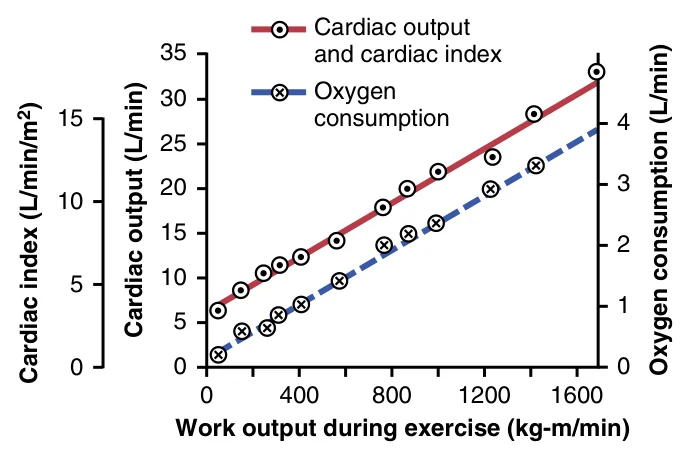 Cardiac output
and cardiac index
Oxygen
consumption
Cardiac index (L/min/m2)
15
10
5
0
Cardiac output (L/min)
35
30
25
20
15
10
5
0
Oxygen consumption (L/min)
4
3
2
1
0
0 400 800 1200 1600
Work output during exercise (kg-m/min)